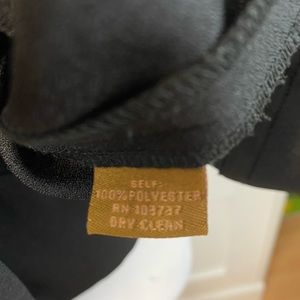 SELF:
100% POLYESTER
RN 103737
DRY CLEAN